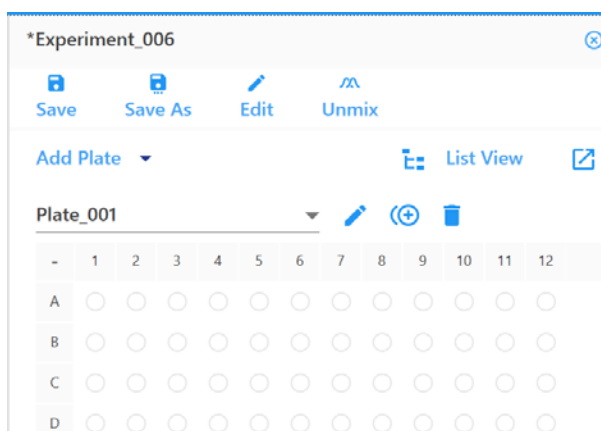 *Experiment_006
Save Save As Edit Unmix
Add Plate List View
Plate_001
- 1 2 3 4 5 6 7 8 9 10 11 12
A
B
C
D